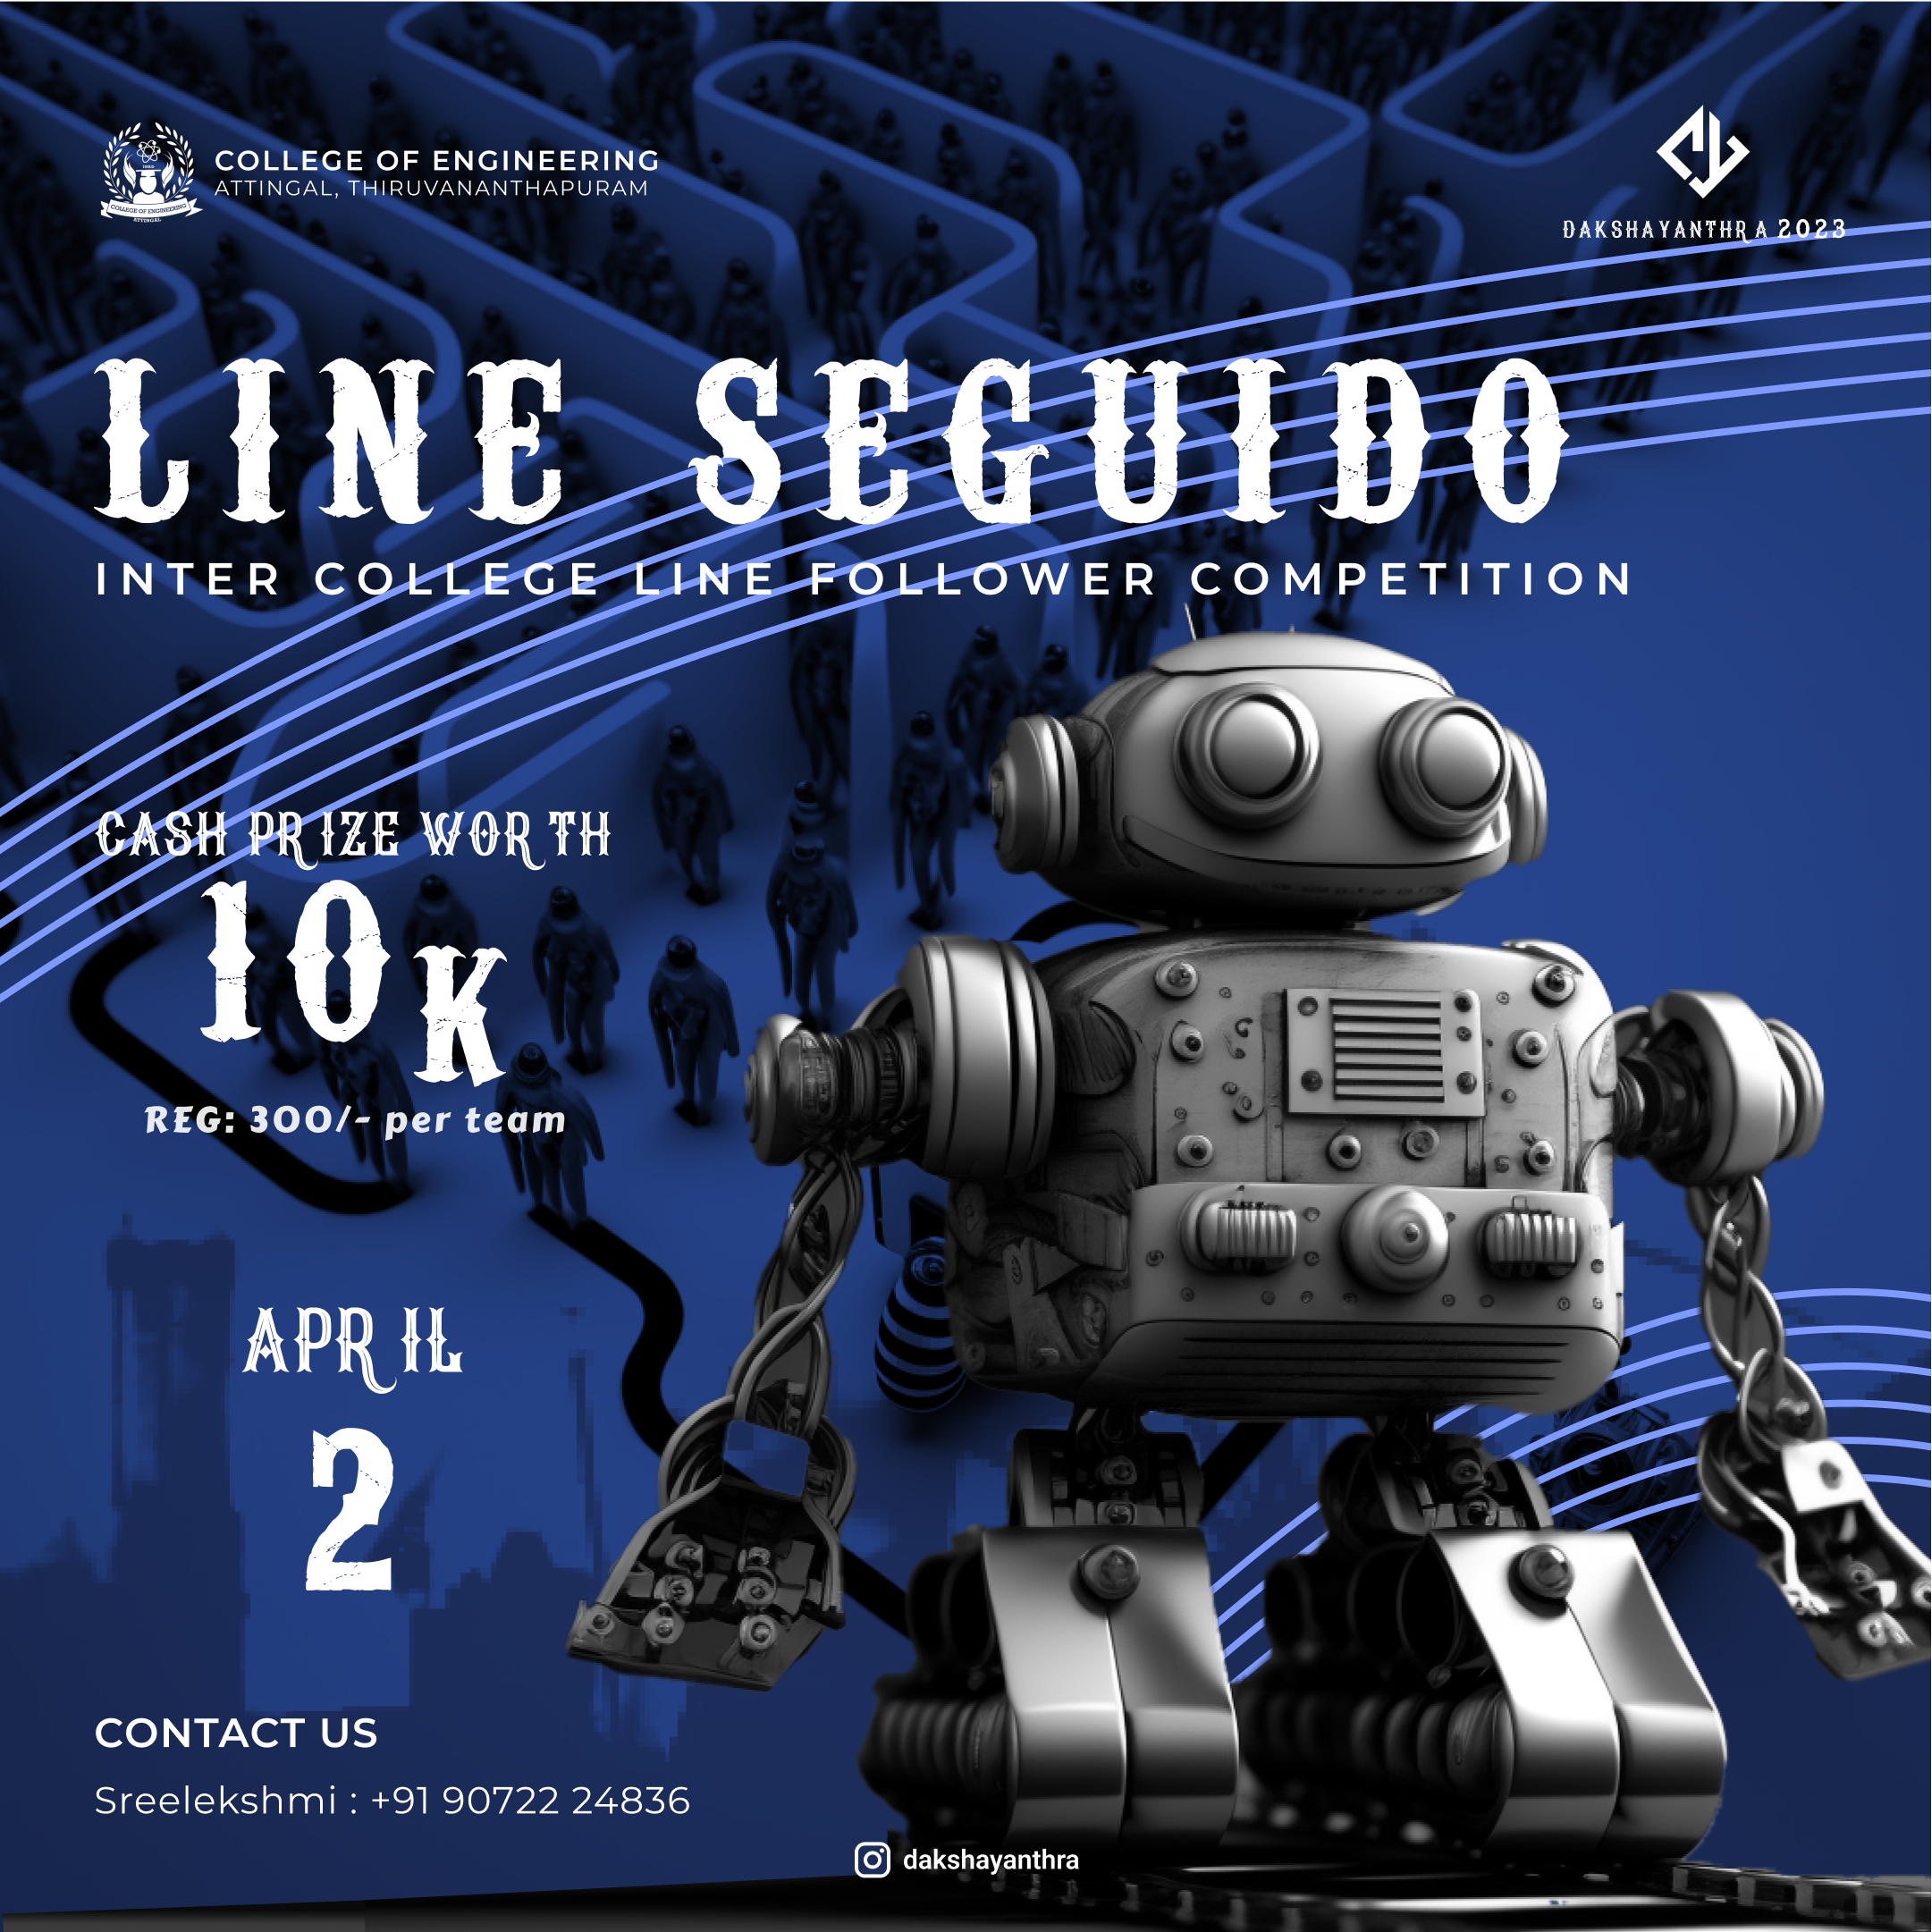 COLLEGE OF ENGINEERING
ATTINGAL, THIRUVANANTHAPURAM
COLLEGE OF ENGINEERING
ATTINGAL
DAKSHAYANTHRA 2023
LINE SEGUIDO
INTER COLLEGE LINE FOLLOWER COMPETITION
CASH PRIZE WORTH
10K
REG: 300/- per team
APRIL
2
CONTACT US
Sreelekshmi : +91 90722 24836
dakshayanthra